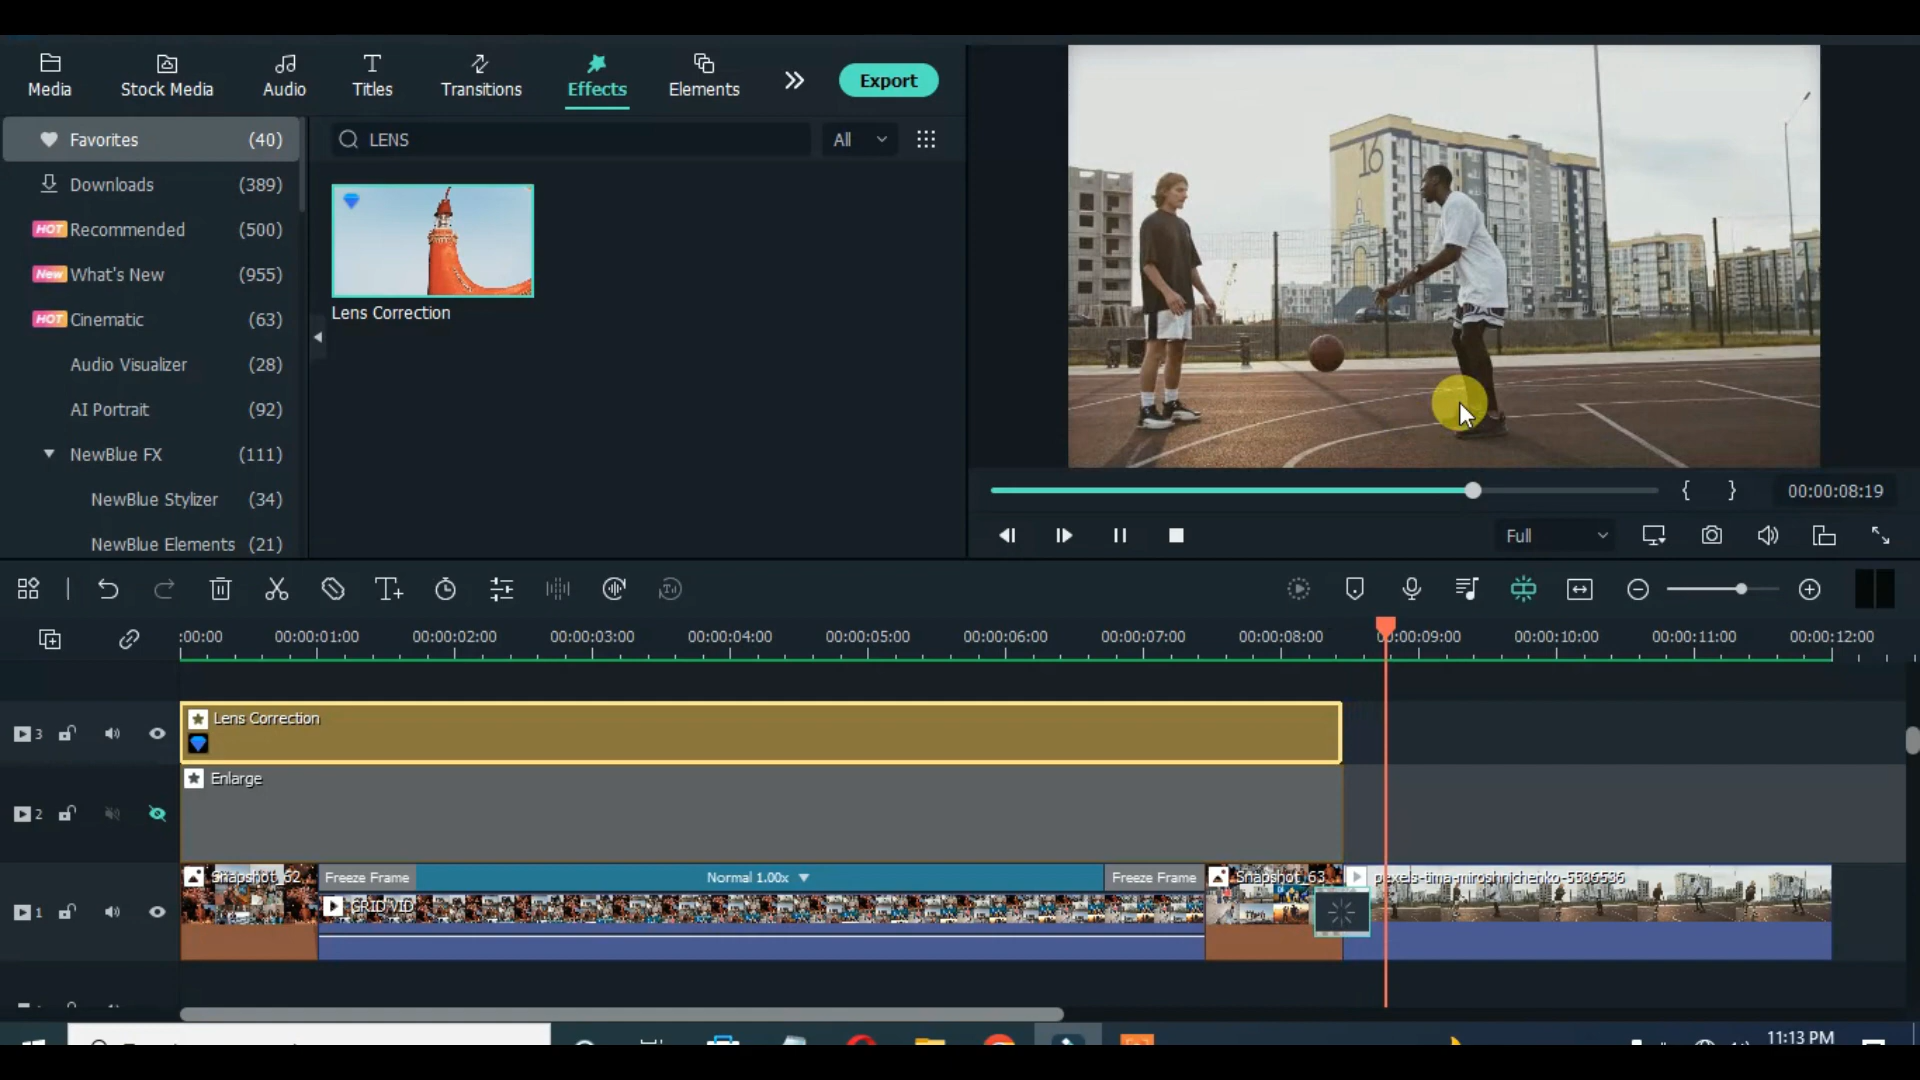 Media
Stock Media
Audio
Titles
Transitions
Effects
Elements
Export
Favorites (40)
Downloads (389)
HOT Recommended (500)
New What's New (955)
HOT Cinematic (63)
Audio Visualizer (28)
AI Portrait (92)
NewBlue FX (111)
NewBlue Stylizer (34)
NewBlue Elements (21)
LENS
All
Lens Correction
16
{ }
00:00:08:19
Full
:00:00 00:00:01:00 00:00:02:00 00:00:03:00 00:00:04:00 00:00:05:00 00:00:06:00 00:00:07:00 00:00:08:00 00:00:09:00 00:00:10:00 00:00:11:00 00:00:12:00
3
Lens Correction
2
Enlarge
1
Snapshot_62
Freeze Frame
Normal 1.00x
Freeze Frame
GRID VID
Snapshot_63
pexels-tima-miroshnichenko-5586536
11:13 PM